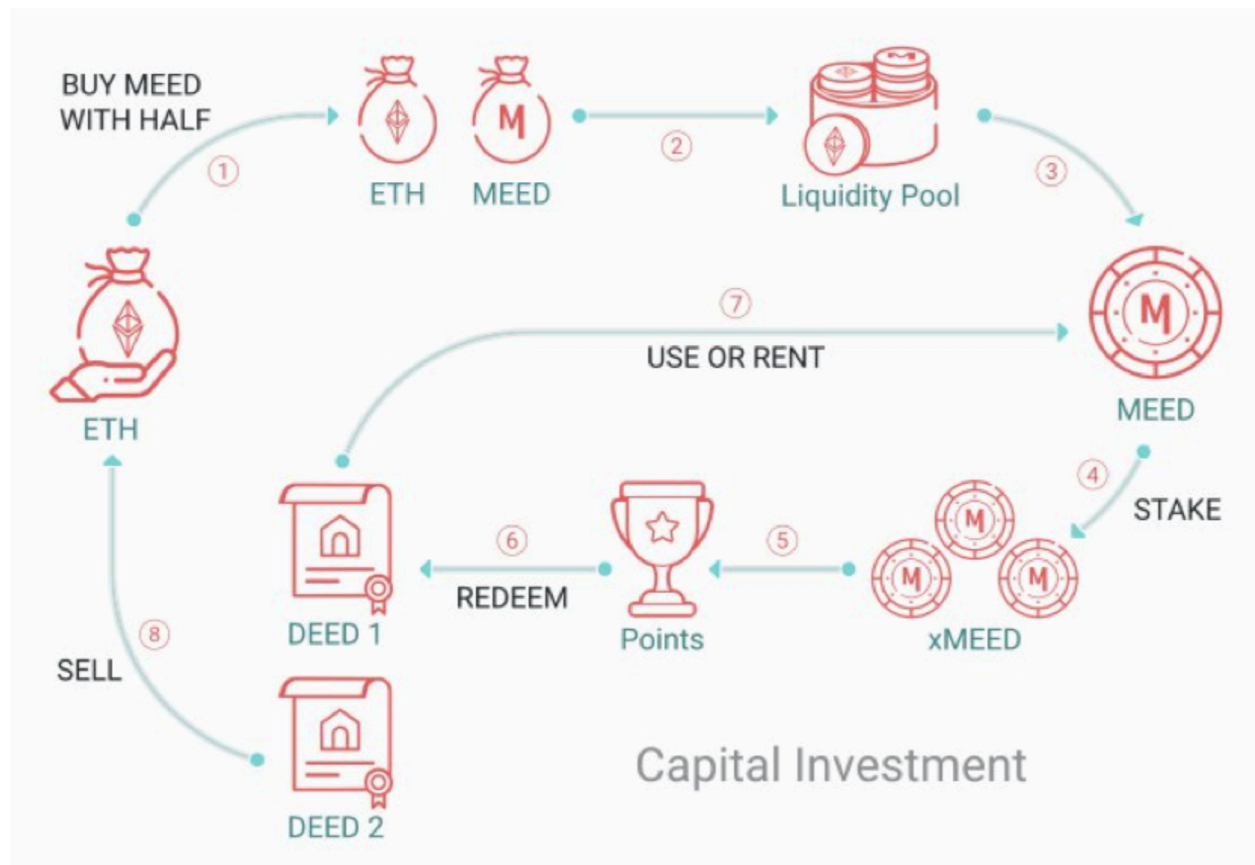 BUY MEED
WITH HALF
①
ETH
M
MEED
②
Liquidity Pool
③
ETH
⑦
USE OR RENT
M
MEED
④
STAKE
M
M
M
xMEED
⑤
Points
⑥
REDEEM
DEED 1
⑧
SELL
DEED 2
Capital Investment